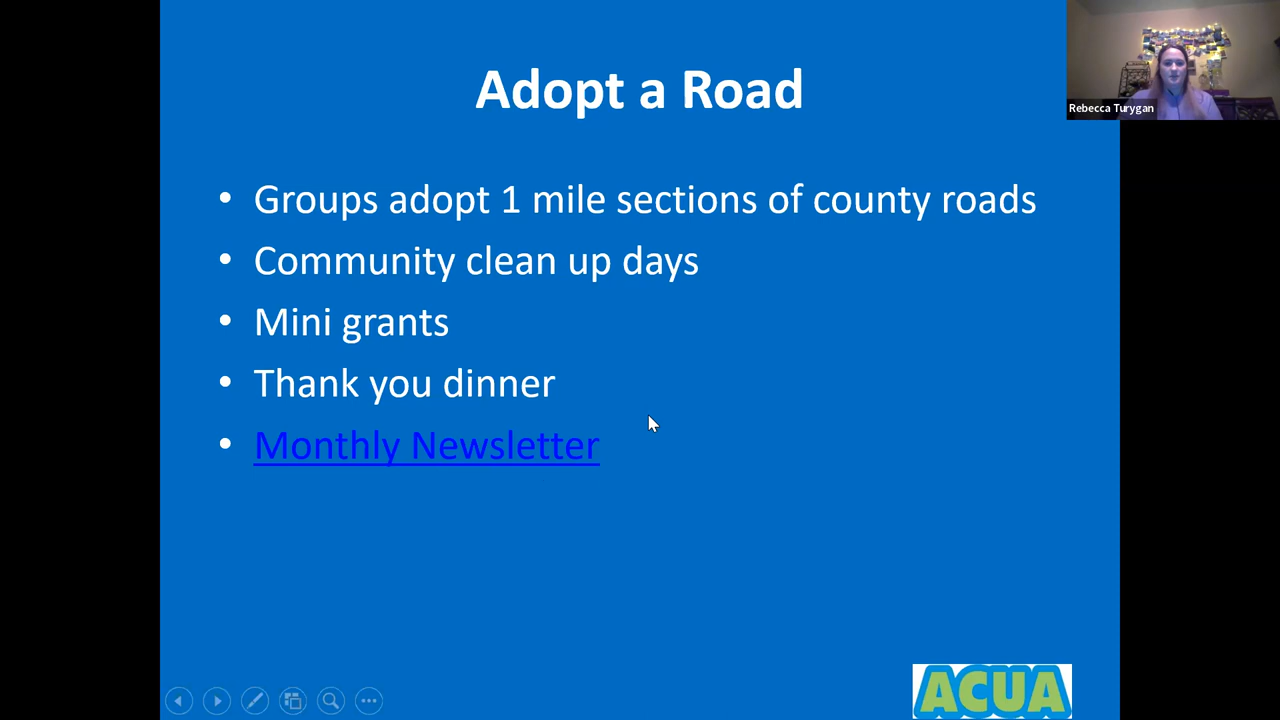 Adopt a Road
Rebecca Turygan
• Groups adopt 1 mile sections of county roads
• Community clean up days
• Mini grants
• Thank you dinner
• Monthly Newsletter
ACUA